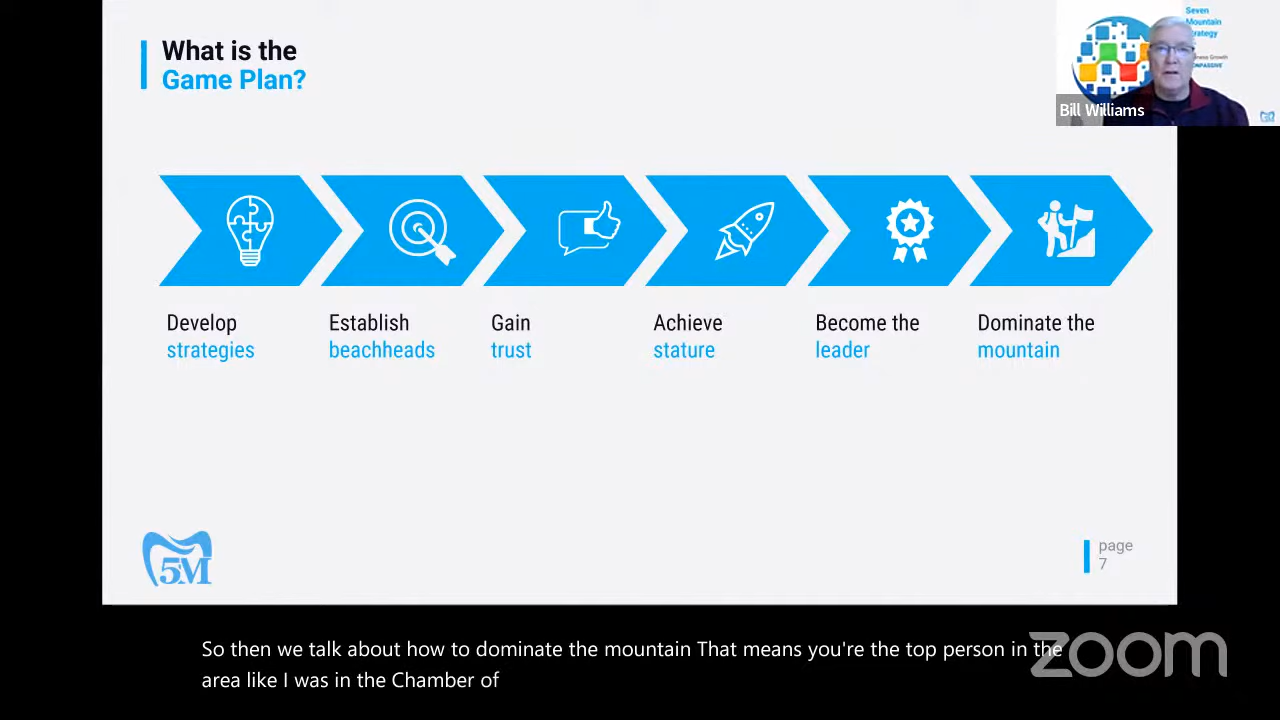 What is the
Game Plan?
Seven
Mountain
Strategy
ONPASSIVE
Bill Williams
Develop
strategies
Establish
beachheads
Gain
trust
Achieve
stature
Become the
leader
Dominate the
mountain
5M
page
7
So then we talk about how to dominate the mountain That means you're the top person in the
area like I was in the Chamber of
zoom